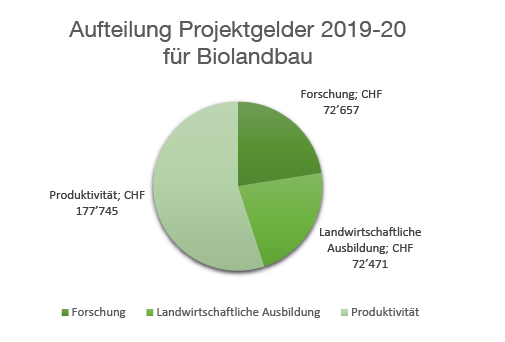 Aufteilung Projektgelder 2019-20
für Biolandbau
Forschung; CHF
72’657
Produktivität; CHF
177’745
Landwirtschaftliche
Ausbildung; CHF
72’471
Forschung
Landwirtschaftliche Ausbildung
Produktivität